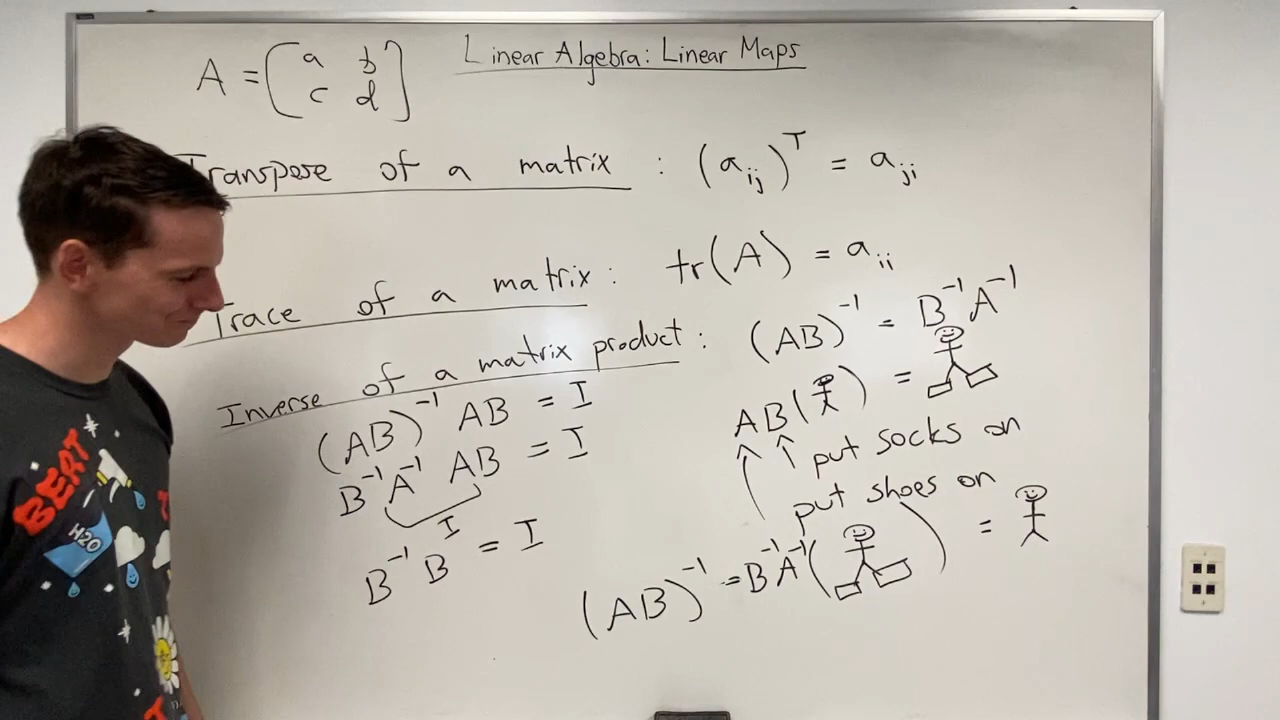 Linear Algebra: Linear Maps
A = ( a b
c d )
Transpose of a matrix : (a_ij)^T = a_ji
Trace of a matrix : tr(A) = a_ii
Inverse of a matrix product : (AB)^-1 = B^-1 A^-1
(AB)^-1 AB = I
B^-1 A^-1 AB = I
I
B^-1 B = I
AB( ) =
put socks on
put shoes on
(AB)^-1 = B^-1 A^-1 ( ) =
BERT
H2O